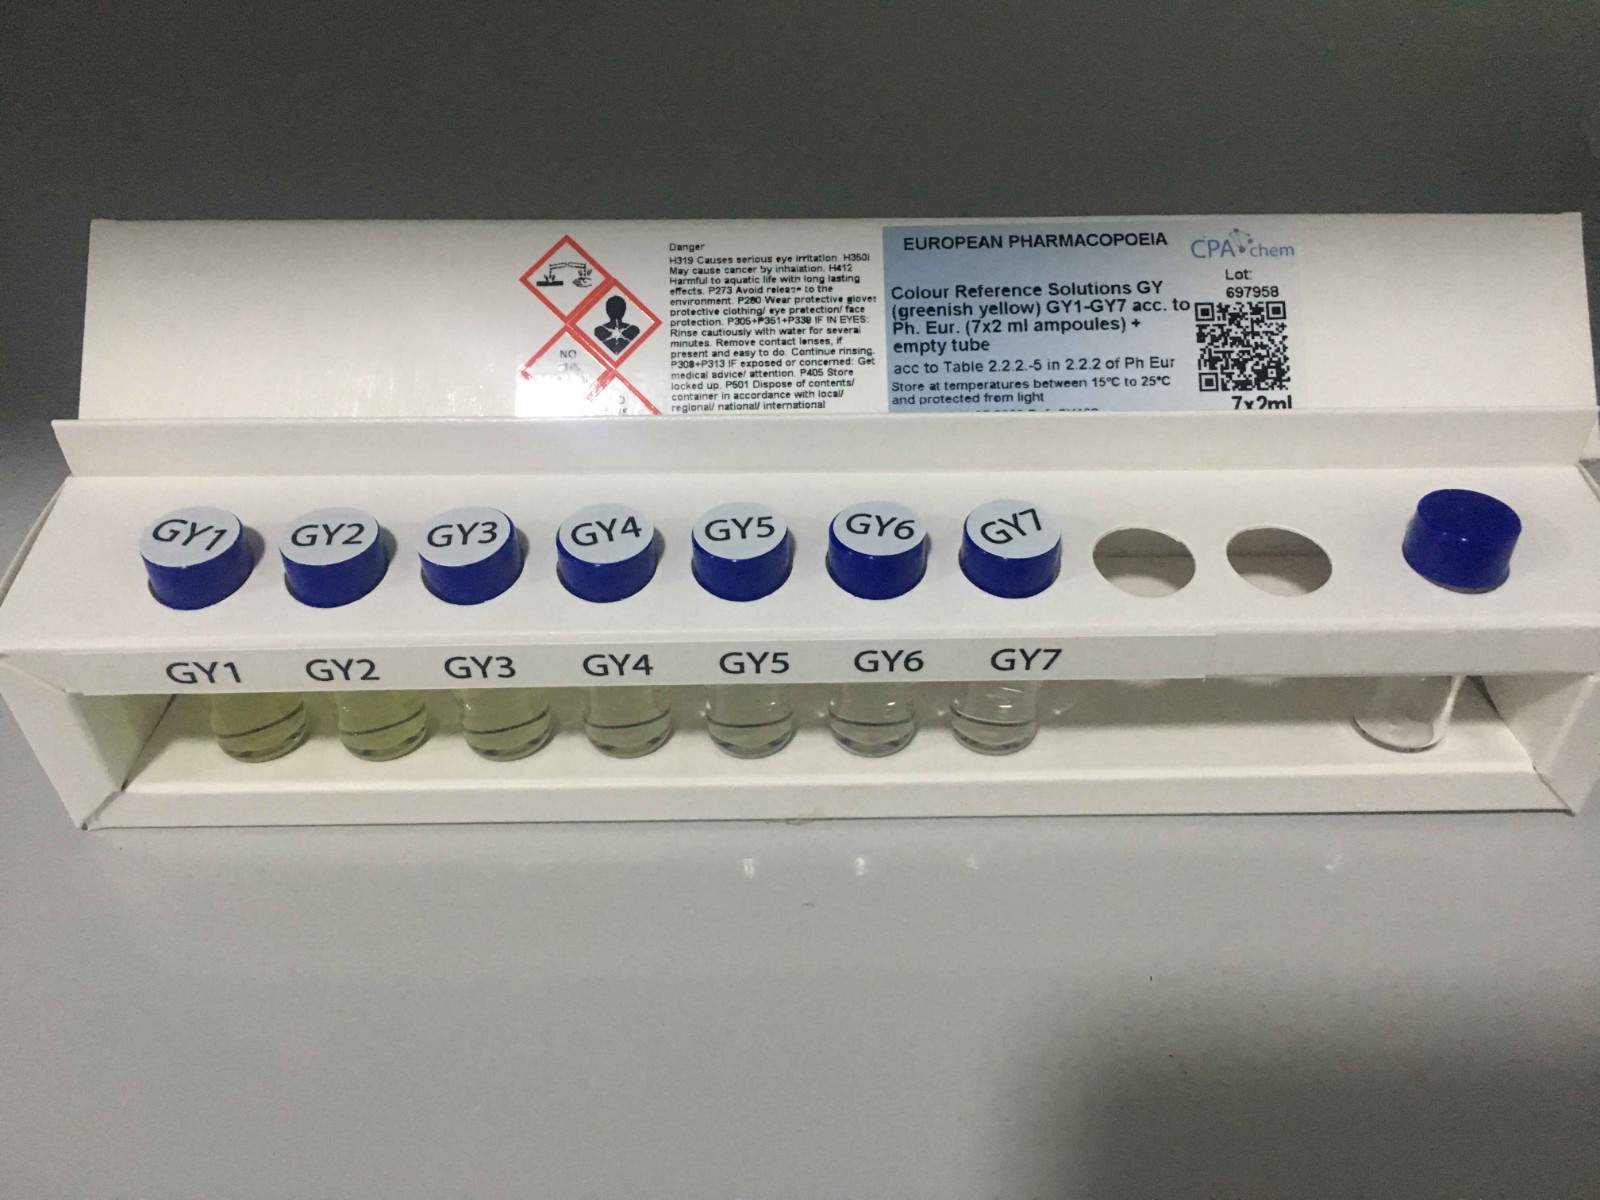 Danger
H319 Causes serious eye irritation. H350i
May cause cancer by inhalation. H412
Harmful to aquatic life with long lasting
effects. P273 Avoid release to the
environment. P280 Wear protective gloves
protective clothing/ eye protection/ face
protection. P305+P351+P338 IF IN EYES:
Rinse cautiously with water for several
minutes. Remove contact lenses, if
present and easy to do. Continue rinsing.
P308+P313 IF exposed or concerned: Get
medical advice/ attention. P405 Store
locked up. P501 Dispose of contents/
container in accordance with local/
regional/ national/ international
NO
EUROPEAN PHARMACOPOEIA
CPAchem
Lot:
697958
Colour Reference Solutions GY
(greenish yellow) GY1-GY7 acc. to
Ph. Eur. (7x2 ml ampoules) +
empty tube
acc to Table 2.2.2.-5 in 2.2.2 of Ph Eur
Store at temperatures between 15°C to 25°C
and protected from light
7x2ml
GY1 GY2 GY3 GY4 GY5 GY6 GY7
GY1 GY2 GY3 GY4 GY5 GY6 GY7